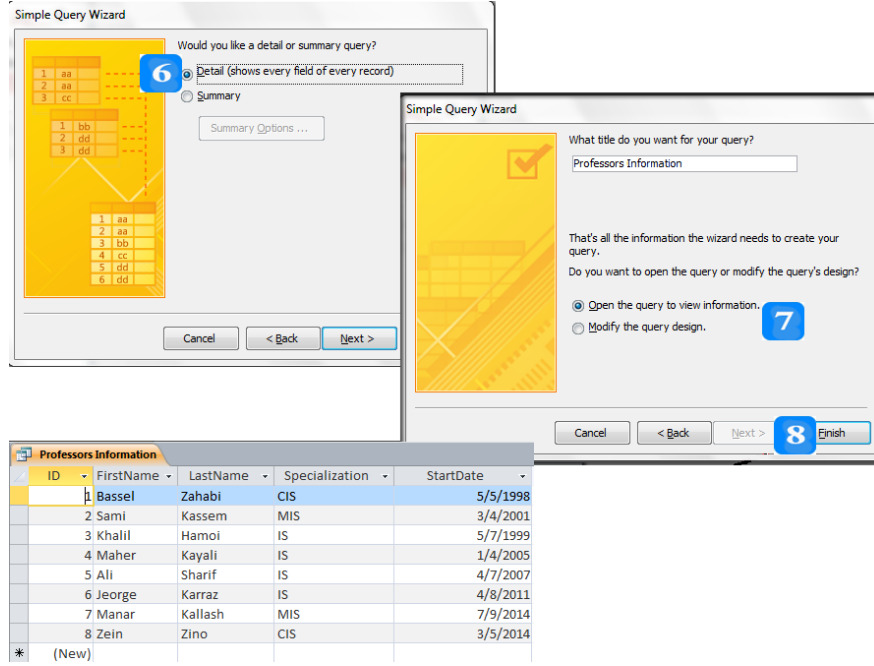 Simple Query Wizard
Would you like a detail or summary query?
6
Detail (shows every field of every record)
Summary
Summary Options ...
1 aa
2 aa
3 cc
1 bb
2 dd
3 dd
1 aa
2 aa
3 bb
4 cc
5 dd
6 dd
Cancel < Back Next >
Simple Query Wizard
What title do you want for your query?
Professors Information
That's all the information the wizard needs to create your
query.
Do you want to open the query or modify the query's design?
Open the query to view information.
7
Modify the query design.
Cancel < Back Next > 8 Finish
Professors Information
ID FirstName LastName Specialization StartDate
1 Bassel Zahabi CIS 5/5/1998
2 Sami Kassem MIS 3/4/2001
3 Khalil Hamoi IS 5/7/1999
4 Maher Kayali IS 1/4/2005
5 Ali Sharif IS 4/7/2007
6 Jeorge Karraz IS 4/8/2011
7 Manar Kallash MIS 7/9/2014
8 Zein Zino CIS 3/5/2014
* (New)